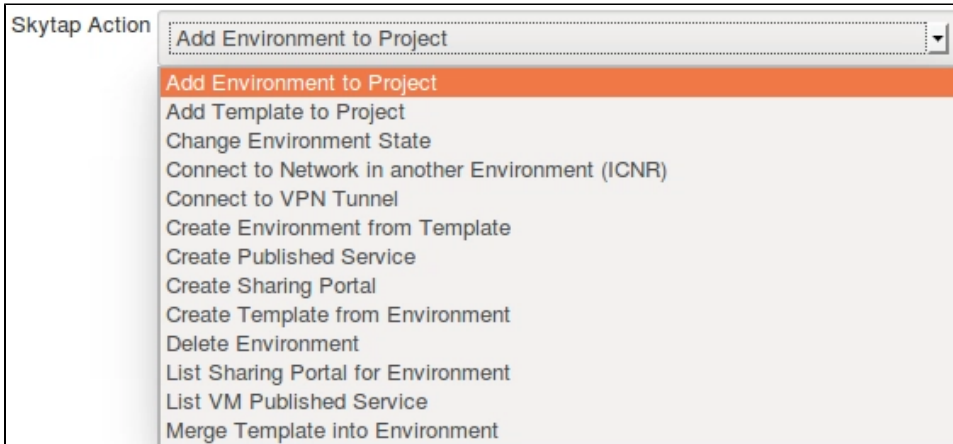 Skytap Action Add Environment to Project
Add Environment to Project
Add Template to Project
Change Environment State
Connect to Network in another Environment (ICNR)
Connect to VPN Tunnel
Create Environment from Template
Create Published Service
Create Sharing Portal
Create Template from Environment
Delete Environment
List Sharing Portal for Environment
List VM Published Service
Merge Template into Environment